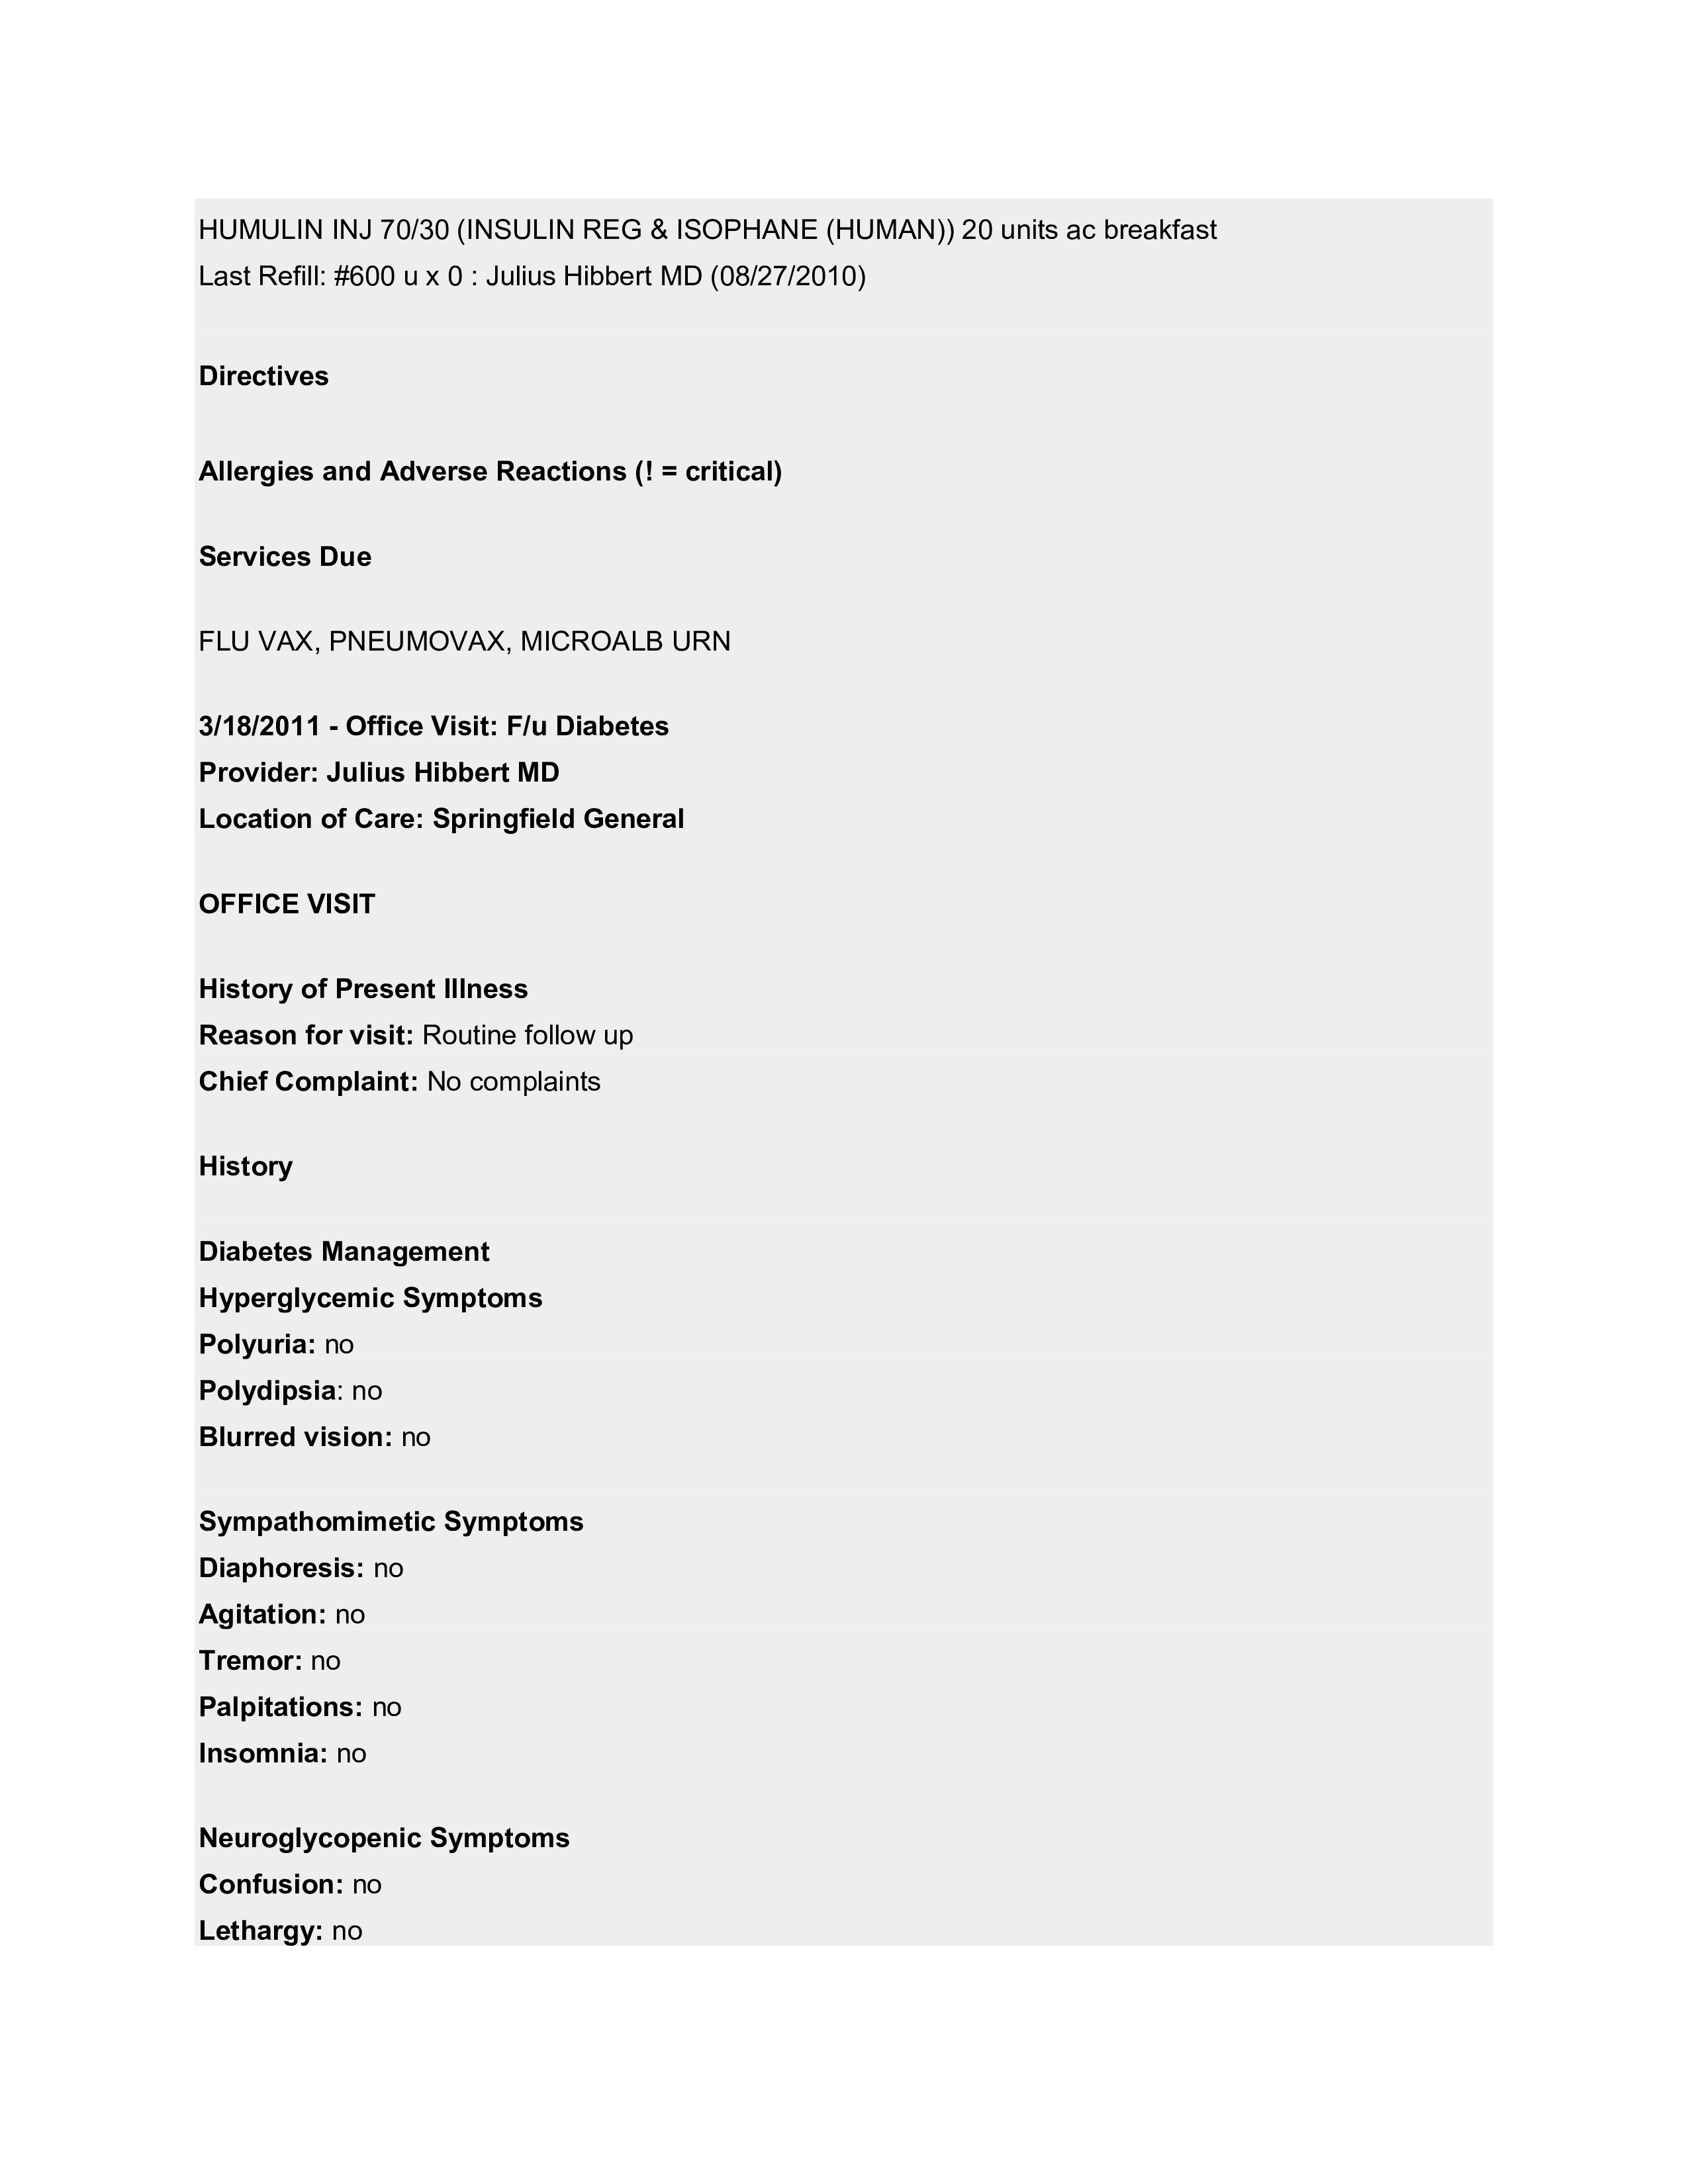 HUMULIN INJ 70/30 (INSULIN REG & ISOPHANE (HUMAN)) 20 units ac breakfast
Last Refill: #600 u x 0 : Julius Hibbert MD (08/27/2010)
Directives
Allergies and Adverse Reactions (! = critical)
Services Due
FLU VAX, PNEUMOVAX, MICROALB URN
3/18/2011 - Office Visit: F/u Diabetes
Provider: Julius Hibbert MD
Location of Care: Springfield General
OFFICE VISIT
History of Present Illness
Reason for visit: Routine follow up
Chief Complaint: No complaints
History
Diabetes Management
Hyperglycemic Symptoms
Polyuria: no
Polydipsia: no
Blurred vision: no
Sympathomimetic Symptoms
Diaphoresis: no
Agitation: no
Tremor: no
Palpitations: no
Insomnia: no
Neuroglycopenic Symptoms
Confusion: no
Lethargy: no